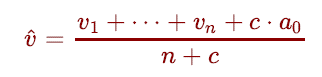 v̂ = (v₁ + ⋯ + vₙ + c · a₀) / (n + c)